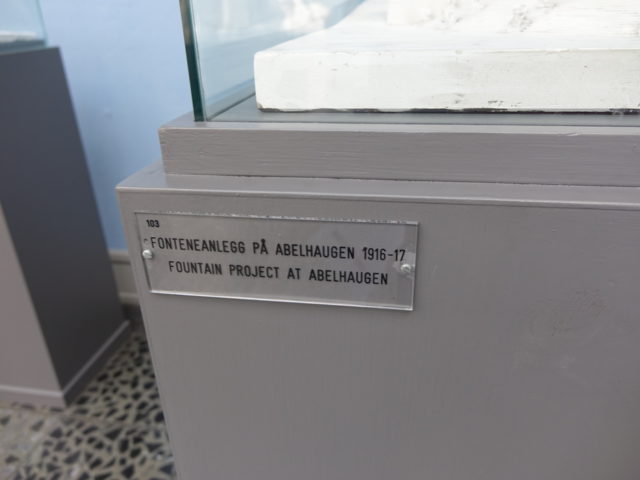 103
FONTENEANLEGG PÅ ABELHAUGEN 1916-17
FOUNTAIN PROJECT AT ABELHAUGEN